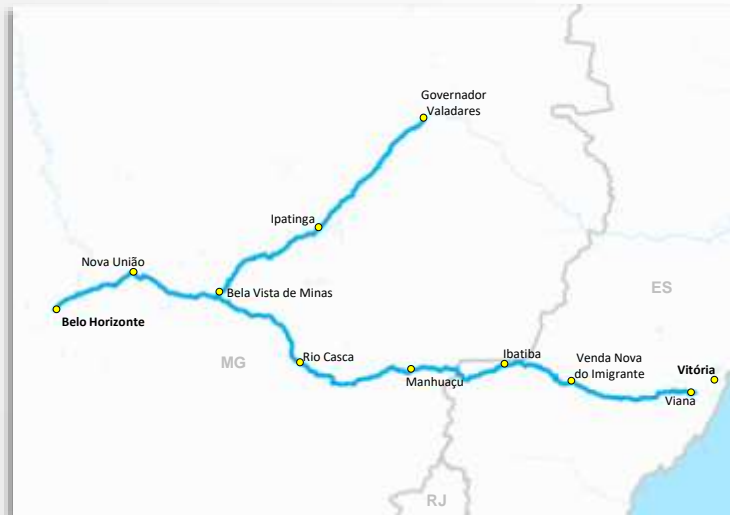 Governador
Valadares
Ipatinga
Nova União
Bela Vista de Minas
ES
Belo Horizonte
MG
Rio Casca
Manhuaçu
Ibatiba
Venda Nova
do Imigrante
Vitória
Viana
RJ